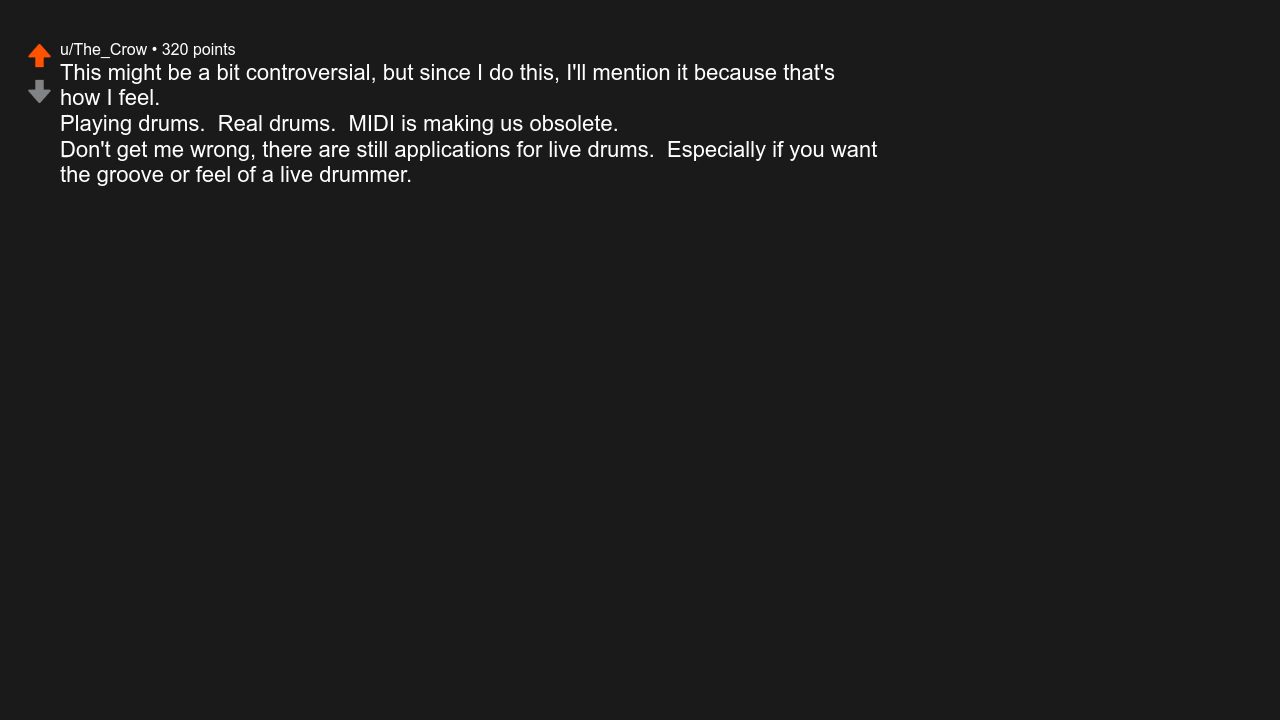 u/The_Crow • 320 points
This might be a bit controversial, but since I do this, I'll mention it because that's
how I feel.
Playing drums.  Real drums.  MIDI is making us obsolete.
Don't get me wrong, there are still applications for live drums.  Especially if you want
the groove or feel of a live drummer.